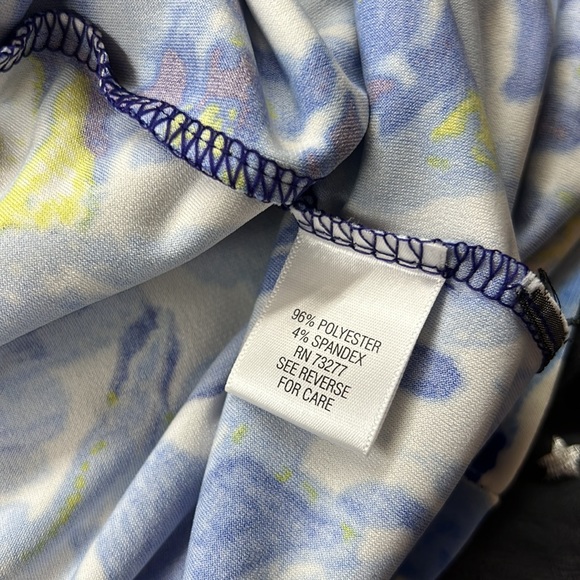 96% POLYESTER
4% SPANDEX
RN 73277
SEE REVERSE
FOR CARE